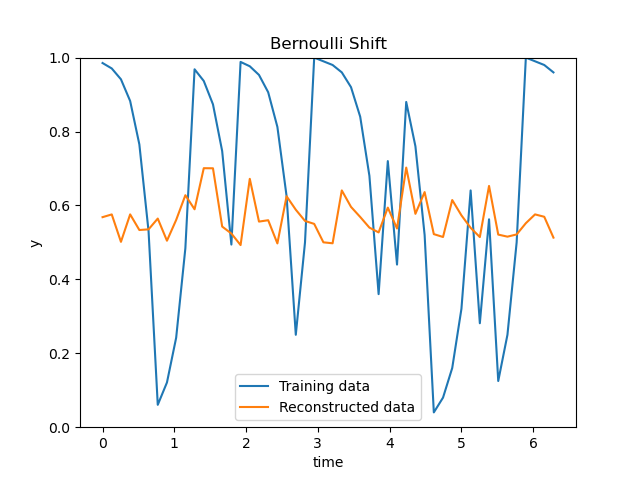 Bernoulli Shift
1.0
0.8
0.6
0.4
0.2
0.0
y
Training data
Reconstructed data
0 1 2 3 4 5 6
time